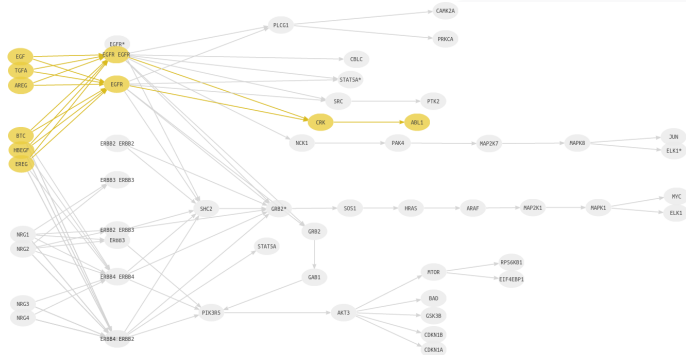 CAMK2A
EGFR*
PLCG1
PRKCA
EGF
EGFR EGFR
CBLC
TGFA
STAT5A*
AREG
EGFR
SRC
PTK2
CRK
ABL1
BTC
JUN
ERBB2 ERBB2
NCK1
PAK4
MAP2K7
MAPK8
HBEGF
ELK1*
EREG
ERBB3 ERBB3
MYC
SHC2
GRB2*
SOS1
HRAS
ARAF
MAP2K1
MAPK1
ELK1
NRG1
ERBB2 ERBB3
GRB2
ERBB3
NRG2
STAT5A
RPS6KB1
MTOR
ERBB4 ERBB4
GAB1
EIF4EBP1
NRG3
BAD
NRG4
PIK3R5
AKT3
GSK3B
ERBB4 ERBB2
CDKN1B
CDKN1A